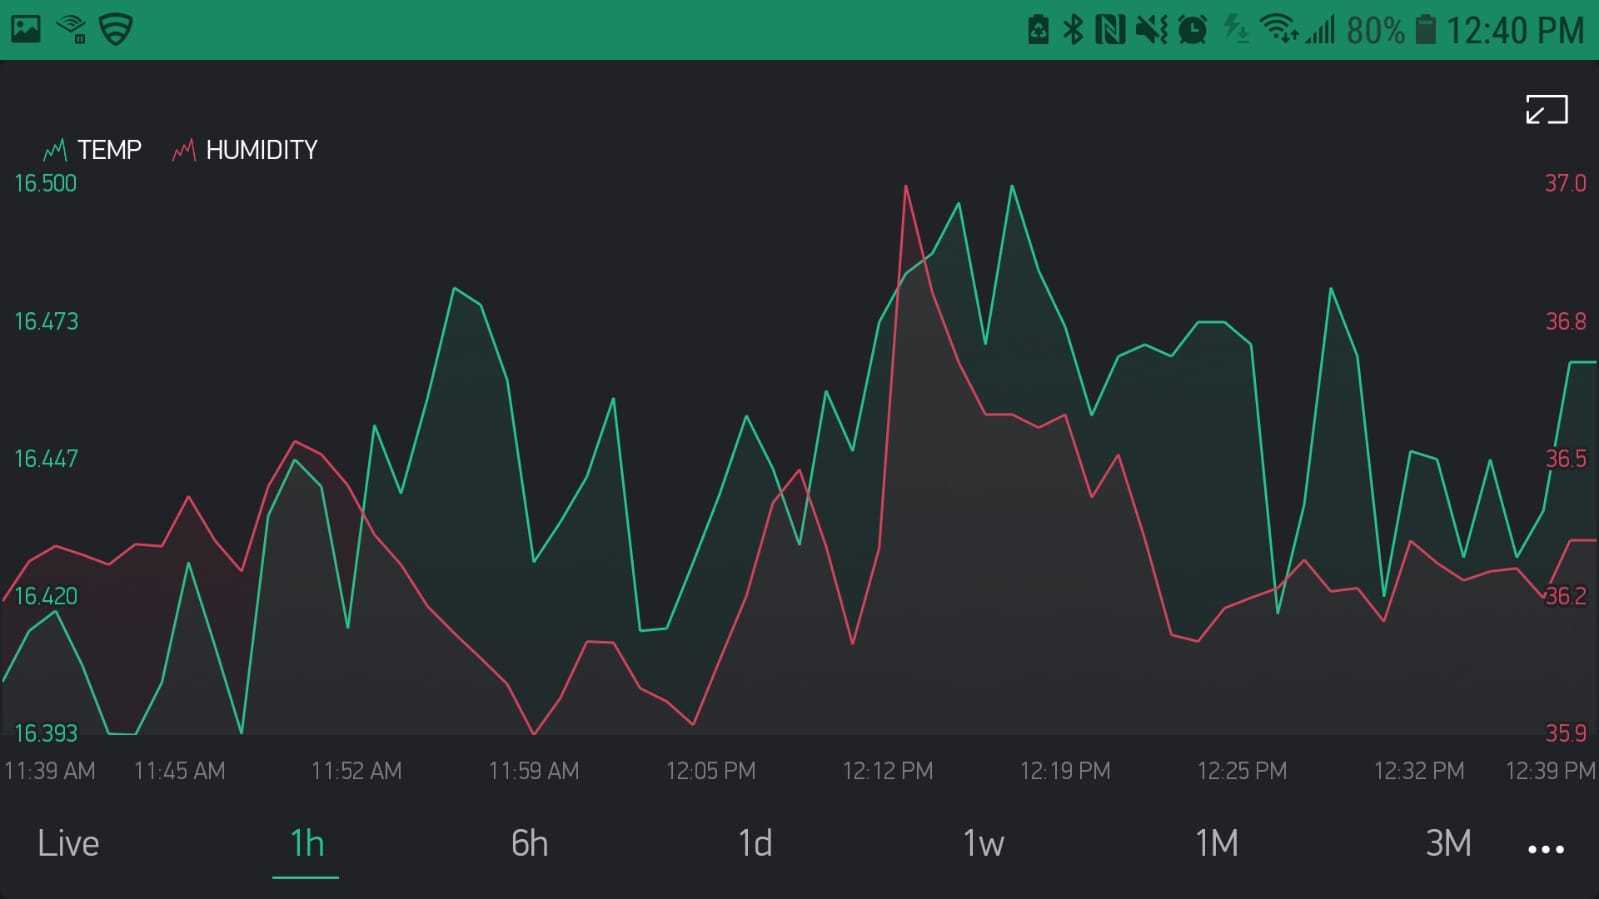 80% 12:40 PM
TEMP HUMIDITY
16.500 37.0
16.473 36.8
16.447 36.5
16.420 36.2
16.393 35.9
11:39 AM 11:45 AM 11:52 AM 11:59 AM 12:05 PM 12:12 PM 12:19 PM 12:25 PM 12:32 PM 12:39 PM
Live 1h 6h 1d 1w 1M 3M ...